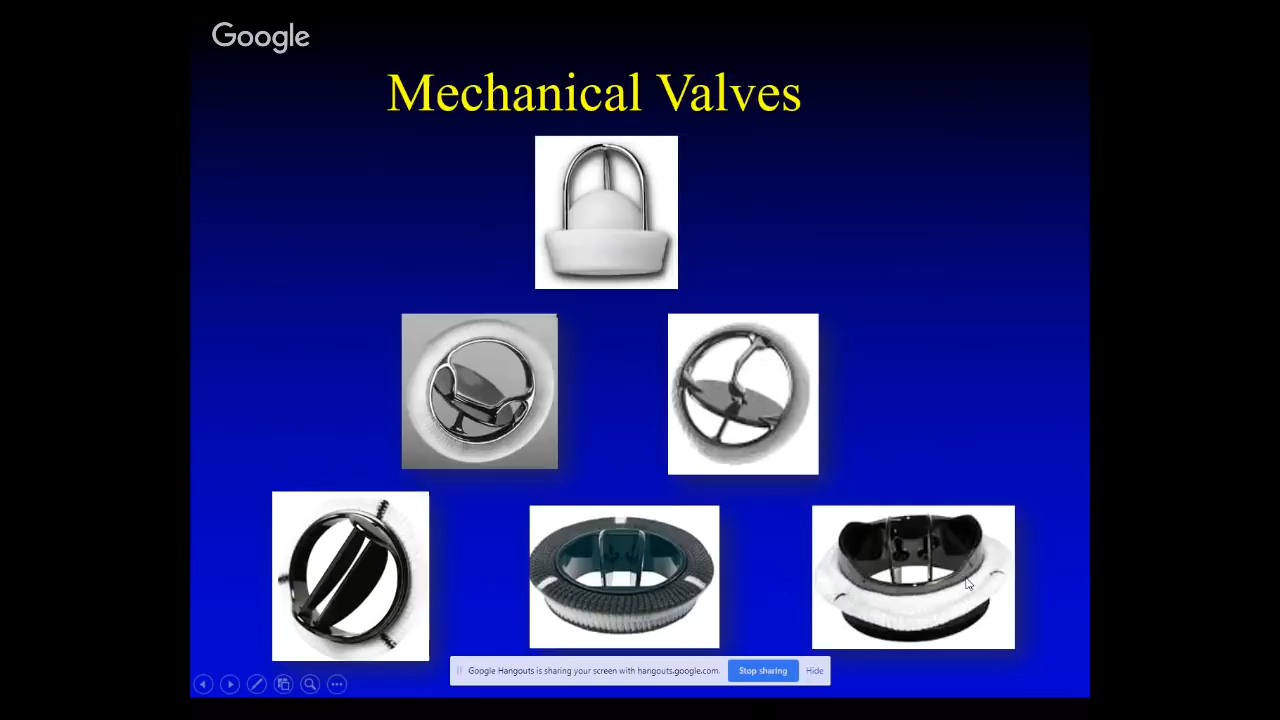 Google
Mechanical Valves
Google Hangouts is sharing your screen with hangouts.google.com.
Stop sharing
Hide